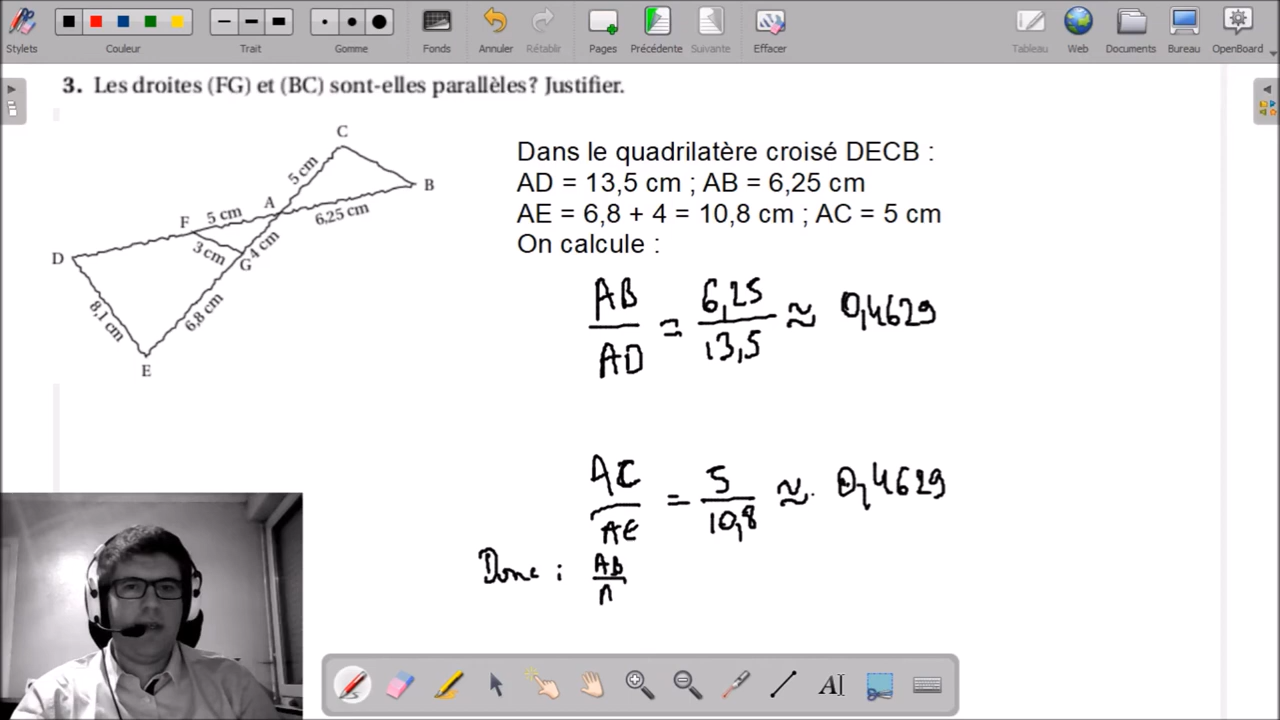 Stylets
Couleur
Trait
Gomme
Fonds
Annuler
Rétablir
Pages
Précédente
Suivante
Effacer
Tableau
Web
Documents
Bureau
OpenBoard
3. Les droites (FG) et (BC) sont-elles parallèles? Justifier.
C
5 cm
B
A
6,25 cm
F
5 cm
3 cm
4 cm
G
D
8,1 cm
6,8 cm
E
Dans le quadrilatère croisé DECB :
AD = 13,5 cm ; AB = 6,25 cm
AE = 6,8 + 4 = 10,8 cm ; AC = 5 cm
On calcule :
AB/AD = 6,25/13,5 ≈ 0,4629
AC/AE = 5/10,8 ≈ 0,4629
Donc : AB/A
AI